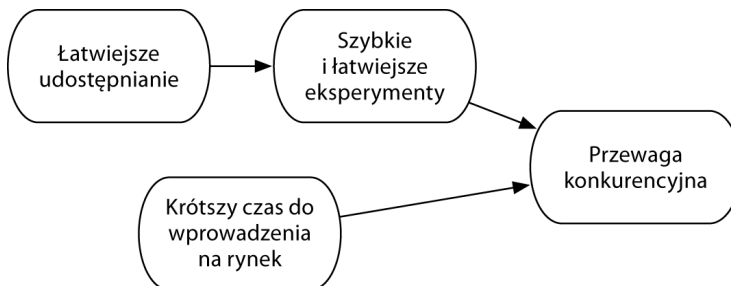 Łatwiejsze
udostępnianie
Szybkie
i łatwiejsze
eksperymenty
Przewaga
konkurencyjna
Krótszy czas do
wprowadzenia
na rynek